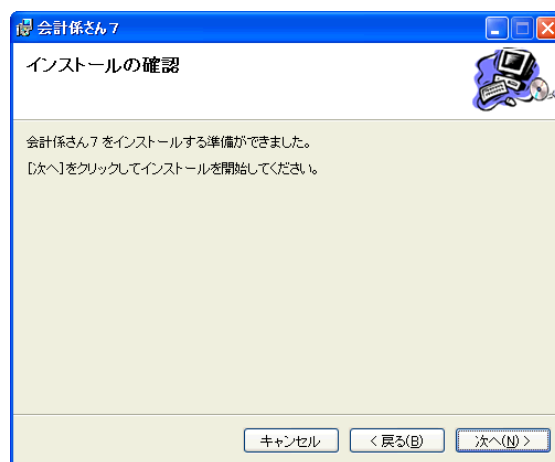 会計係さん7
インストールの確認
会計係さん7 をインストールする準備ができました。
[次へ]をクリックしてインストールを開始してください。
キャンセル
< 戻る(B)
次へ(N) >